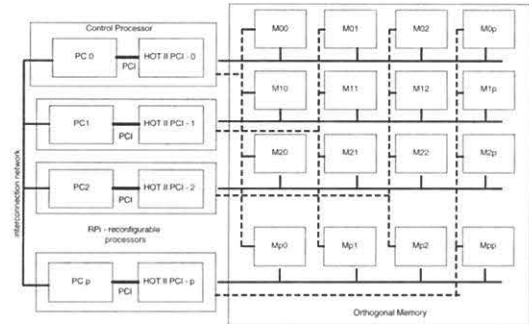 Control Processor
PC 0
HOT II PCI - 0
PCI
M00
M01
M02
M0p
PC1
HOT II PCI - 1
PCI
M10
M11
M12
M1p
PC2
HOT II PCI - 2
PCI
M20
M21
M22
M2p
RPi - reconfigurable
processors
PC p
HOT II PCI - p
PCI
Mp0
Mp1
Mp2
Mpp
interconnection network
Orthogonal Memory